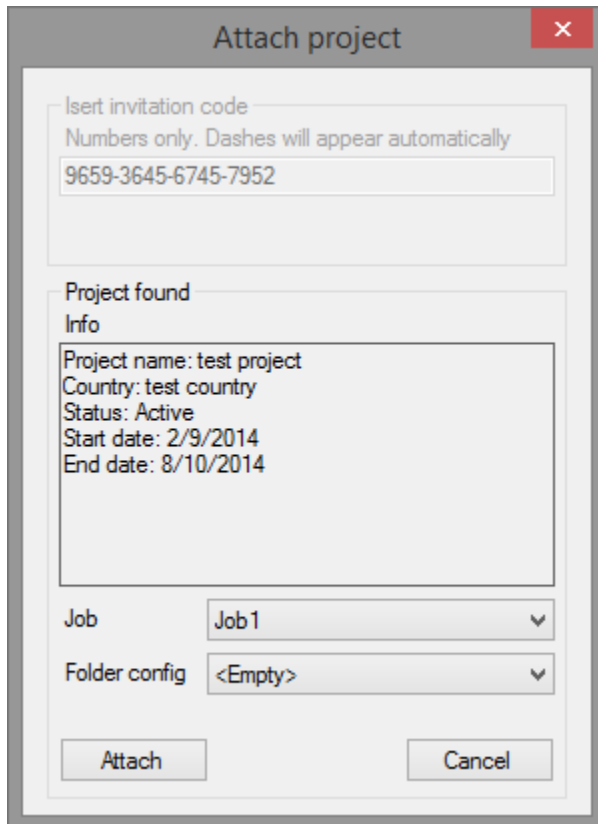 Attach project
Isert invitation code
Numbers only. Dashes will appear automatically
9659-3645-6745-7952
Project found
Info
Project name: test project
Country: test country
Status: Active
Start date: 2/9/2014
End date: 8/10/2014
Job Job1
Folder config <Empty>
Attach Cancel